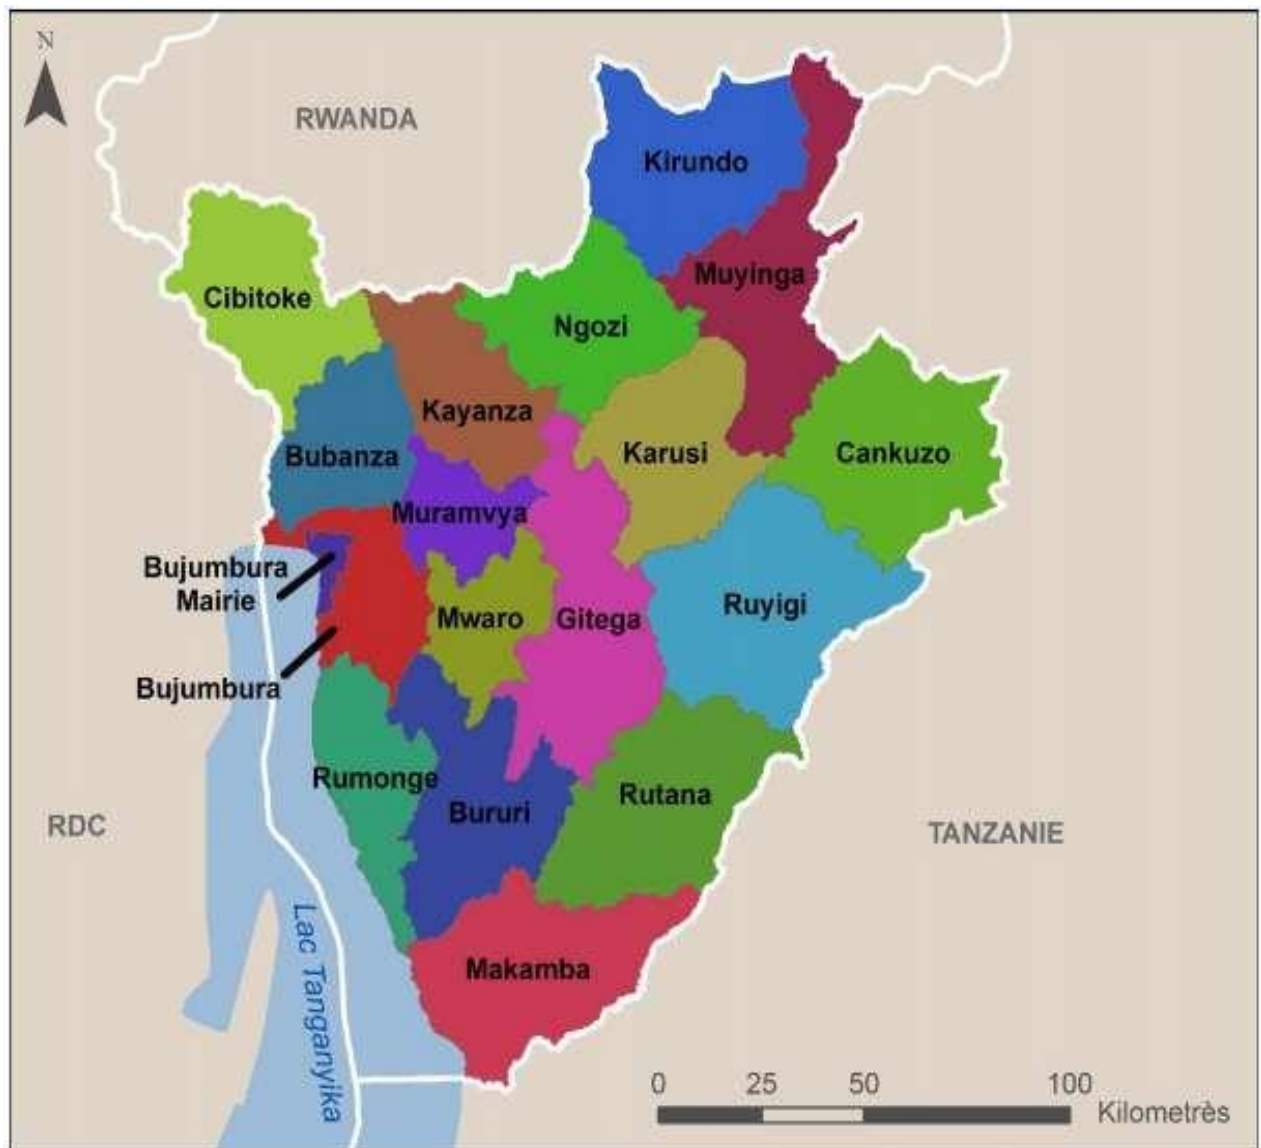 N
RWANDA
Kirundo
Muyinga
Cibitoke
Ngozi
Kayanza
Bubanza
Karusi
Cankuzo
Muramvya
Bujumbura
Mairie
Mwaro
Gitega
Ruyigi
Bujumbura
Rumonge
Bururi
Rutana
RDC
TANZANIE
Lac Tanganyika
Makamba
0 25 50 100
Kilometrès